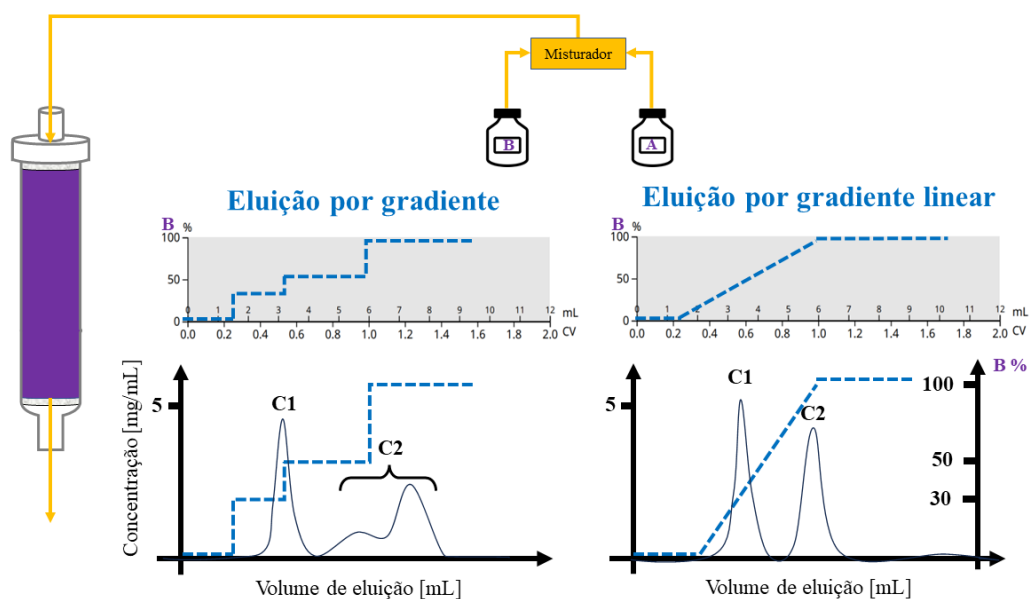 Misturador
B
A
Eluição por gradiente
B %
100
50
0
0 1 2 3 4 5 6 7 8 9 10 11 12 mL
0.0 0.2 0.4 0.6 0.8 1.0 1.2 1.4 1.6 1.8 2.0 CV
Eluição por gradiente linear
B %
100
50
0
0 1 3 4 5 6 7 8 9 10 11 12 mL
0.0 0.2 0.4 0.6 0.8 1.0 1.2 1.4 1.6 1.8 2.0 CV
Concentração [mg/mL]
5
C1
C2
Volume de eluição [mL]
B %
5
C1
C2
100
50
30
Volume de eluição [mL]